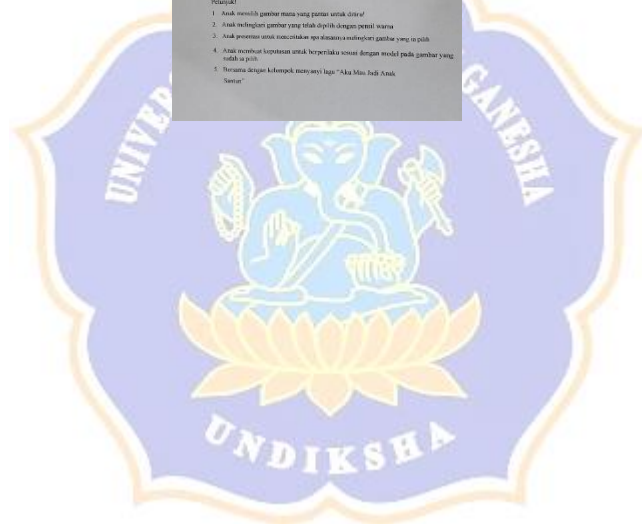 Petunjuk!
1. Anak memilih gambar mana yang pantas untuk ditiru!
2. Anak melingkari gambar yang telah dipilih dengan pensil warna
3. Anak presentasi untuk menceritakan apa alasannya melingkari gambar yang ia pilih
4. Anak membuat keputusan untuk berperilaku sesuai dengan model pada gambar yang
sudah ia pilih
5. Bersama dengan kelompok menyanyi lagu "Aku Mau Jadi Anak
UNIVERS
GANESHA
UNDIKSHA